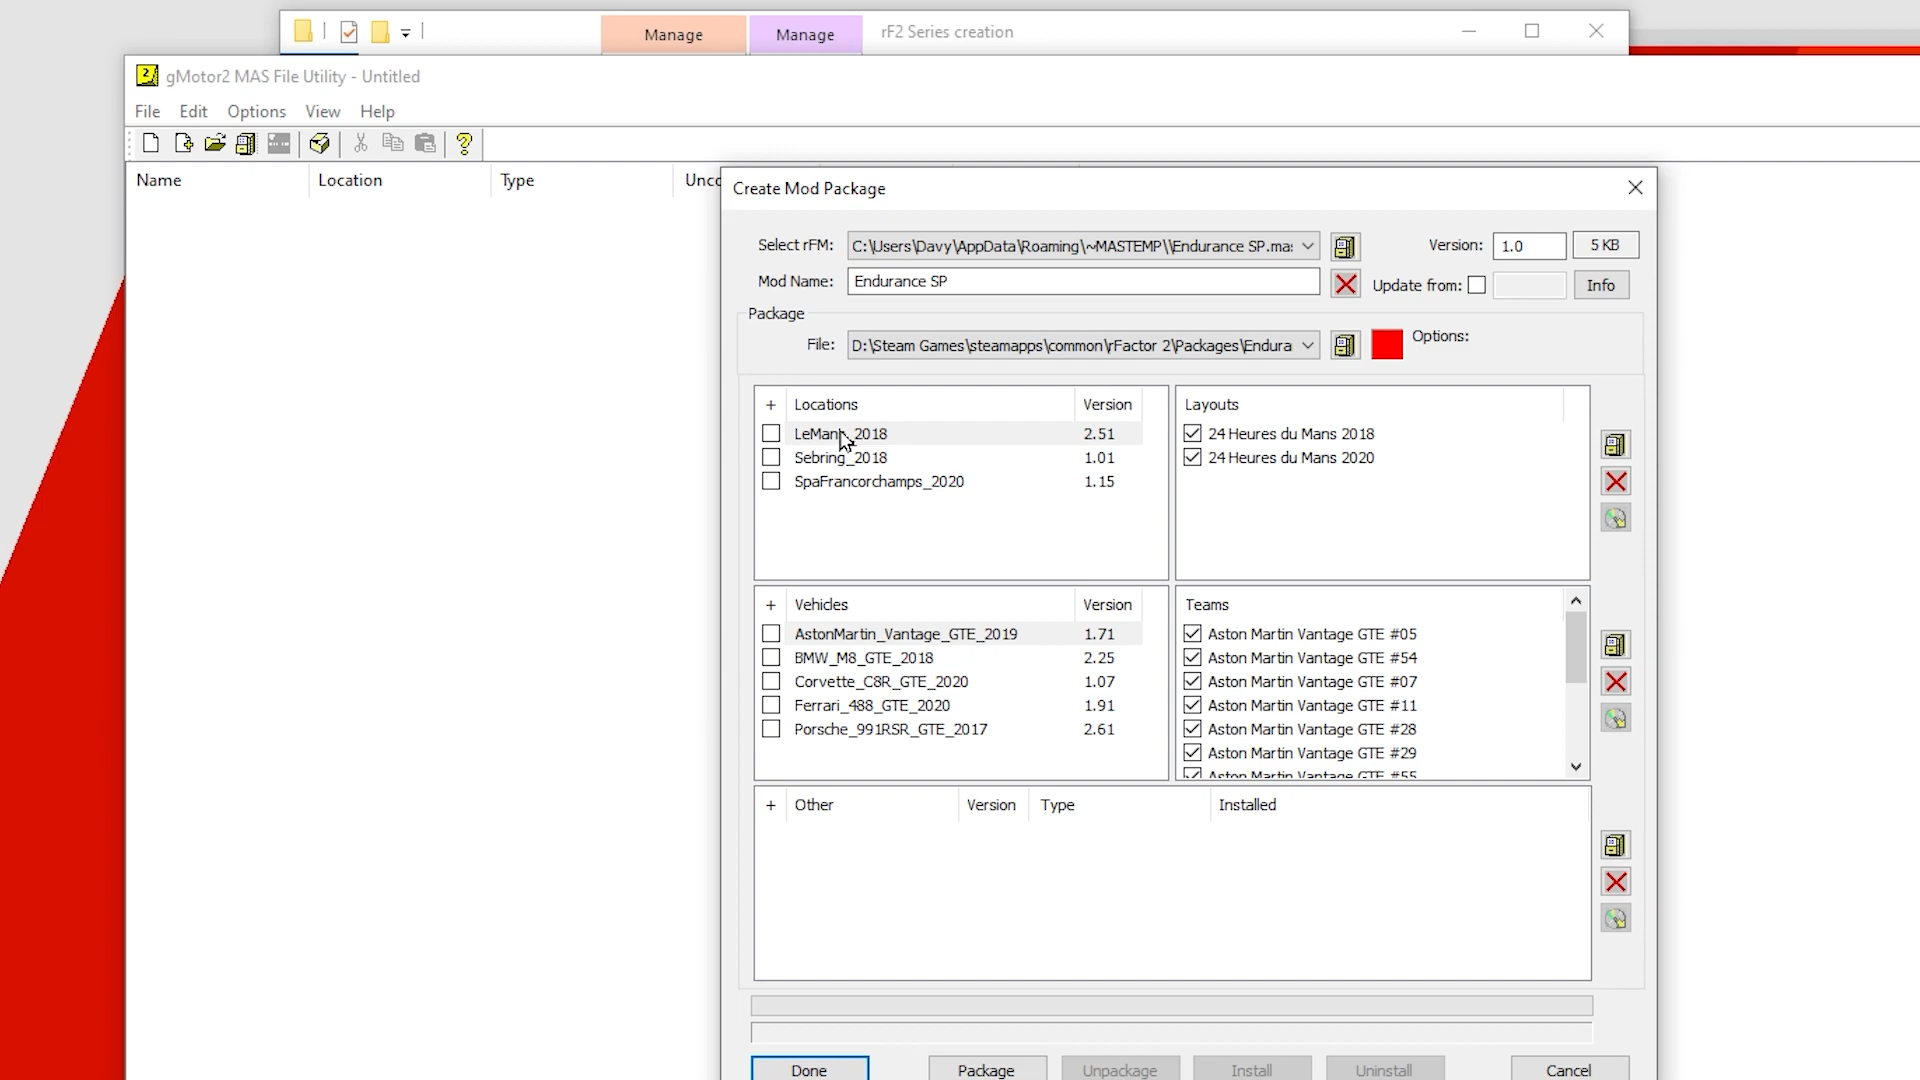 Manage
Manage
rF2 Series creation
gMotor2 MAS File Utility - Untitled
File Edit Options View Help
Name Location Type
Create Mod Package
Select rFM: C:\Users\Davy\AppData\Roaming\~MASTEMP\\Endurance SP.ma Version: 1.0 5 KB
Mod Name: Endurance SP Update from: Info
Package
File: D:\Steam Games\steamapps\common\rFactor 2\Packages\Endura Options:
+ Locations Version Layouts
LeMans_2018 2.51 24 Heures du Mans 2018
Sebring_2018 1.01 24 Heures du Mans 2020
SpaFrancorchamps_2020 1.15
+ Vehicles Version Teams
AstonMartin_Vantage_GTE_2019 1.71 Aston Martin Vantage GTE #05
BMW_M8_GTE_2018 2.25 Aston Martin Vantage GTE #54
Corvette_C8R_GTE_2020 1.07 Aston Martin Vantage GTE #07
Ferrari_488_GTE_2020 1.91 Aston Martin Vantage GTE #11
Porsche_991RSR_GTE_2017 2.61 Aston Martin Vantage GTE #28
Aston Martin Vantage GTE #29
Aston Martin Vantage GTE #55
+ Other Version Type Installed
Done Package Unpackage Install Uninstall Cancel